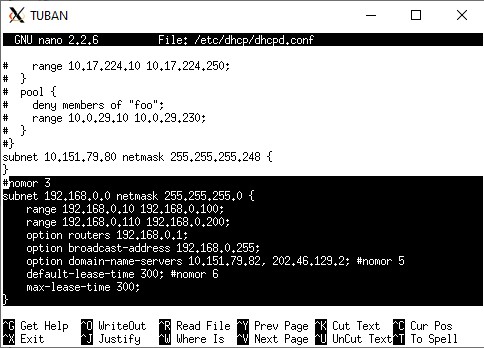 TUBAN
GNU nano 2.2.6 File: /etc/dhcp/dhcpd.conf
#    range 10.17.224.10 10.17.224.250;
#  }
#  pool {
#    deny members of "foo";
#    range 10.0.29.10 10.0.29.230;
#  }
#}
subnet 10.151.79.80 netmask 255.255.255.248 {
}
#nomor 3
subnet 192.168.0.0 netmask 255.255.255.0 {
    range 192.168.0.10 192.168.0.100;
    range 192.168.0.110 192.168.0.200;
    option routers 192.168.0.1;
    option broadcast-address 192.168.0.255;
    option domain-name-servers 10.151.79.82, 202.46.129.2; #nomor 5
    default-lease-time 300; #nomor 6
    max-lease-time 300;
}
^G Get Help ^O WriteOut ^R Read File ^Y Prev Page ^K Cut Text ^C Cur Pos
^X Exit ^J Justify ^W Where Is ^V Next Page ^U UnCut Text ^T To Spell